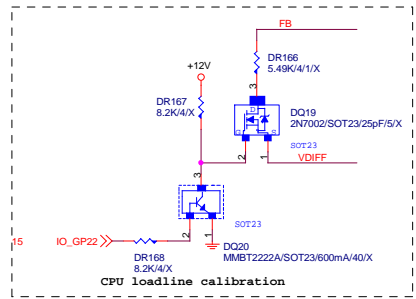 FB
DR166
5.49K/4/1/X
+12V
3
DR167
8.2K/4/X
D
DQ19
2N7002/SOT23/25pF/5/X
G
S
SOT23
2
1
VDIFF
3
SOT23
15
IO_GP22
2
1
DR168
8.2K/4/X
DQ20
MMBT2222A/SOT23/600mA/40/X
CPU loadline calibration